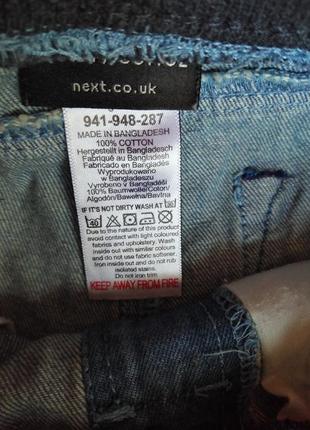 next.co.uk
941-948-287
MADE IN BANGLADESH
100% COTTON
Hergestellt in Bangladesch
Fabriqué au Bangladesh
Fabricado en Bangladés
Wyprodukowano
w Bangladeszu
Vyrobeno v Bangladéši
100% Baumwolle/Coton/
Algodón/Bawełna/Bavlna
IF IT'S NOT DIRTY WASH AT 30
40
Due to the nature of this product
avoid contact with light coloured
fabrics and upholstery. Wash
inside out with similar colours and
do not use fabric softener.
Iron inside out and do not rub
isolated stains.
Do not iron trim
KEEP AWAY FROM FIRE